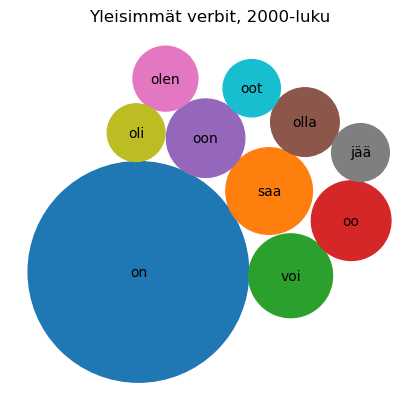 Yleisimmät verbit, 2000-luku
olen
oot
olla
oli
oon
jää
saa
oo
on
voi